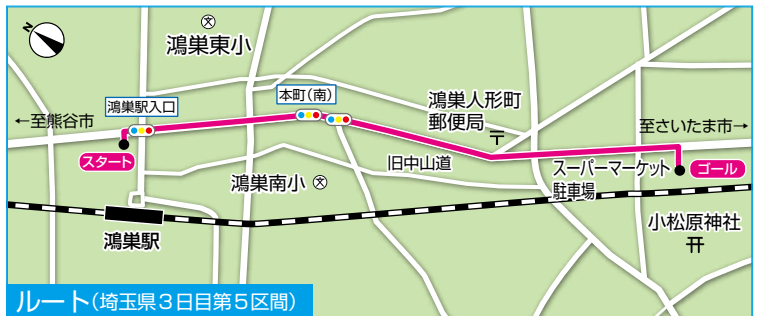 N
鴻巣東小
鴻巣駅入口
本町(南)
鴻巣人形町
郵便局
←至熊谷市
至さいたま市→
スタート
旧中山道
スーパーマーケット
駐車場
ゴール
鴻巣南小
小松原神社
鴻巣駅
ルート(埼玉県3日目第5区間)